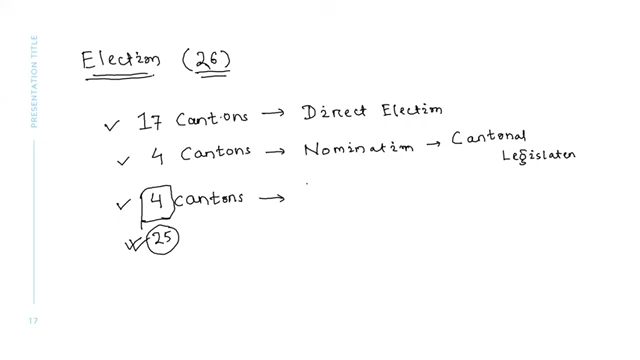 PRESENTATION TITLE
Election (26)
✓ 17 Cantons → Direct Election
✓ 4 Cantons → Nomination → Cantonal
Legislaten
✓ 4 cantons →
✓ 25
17